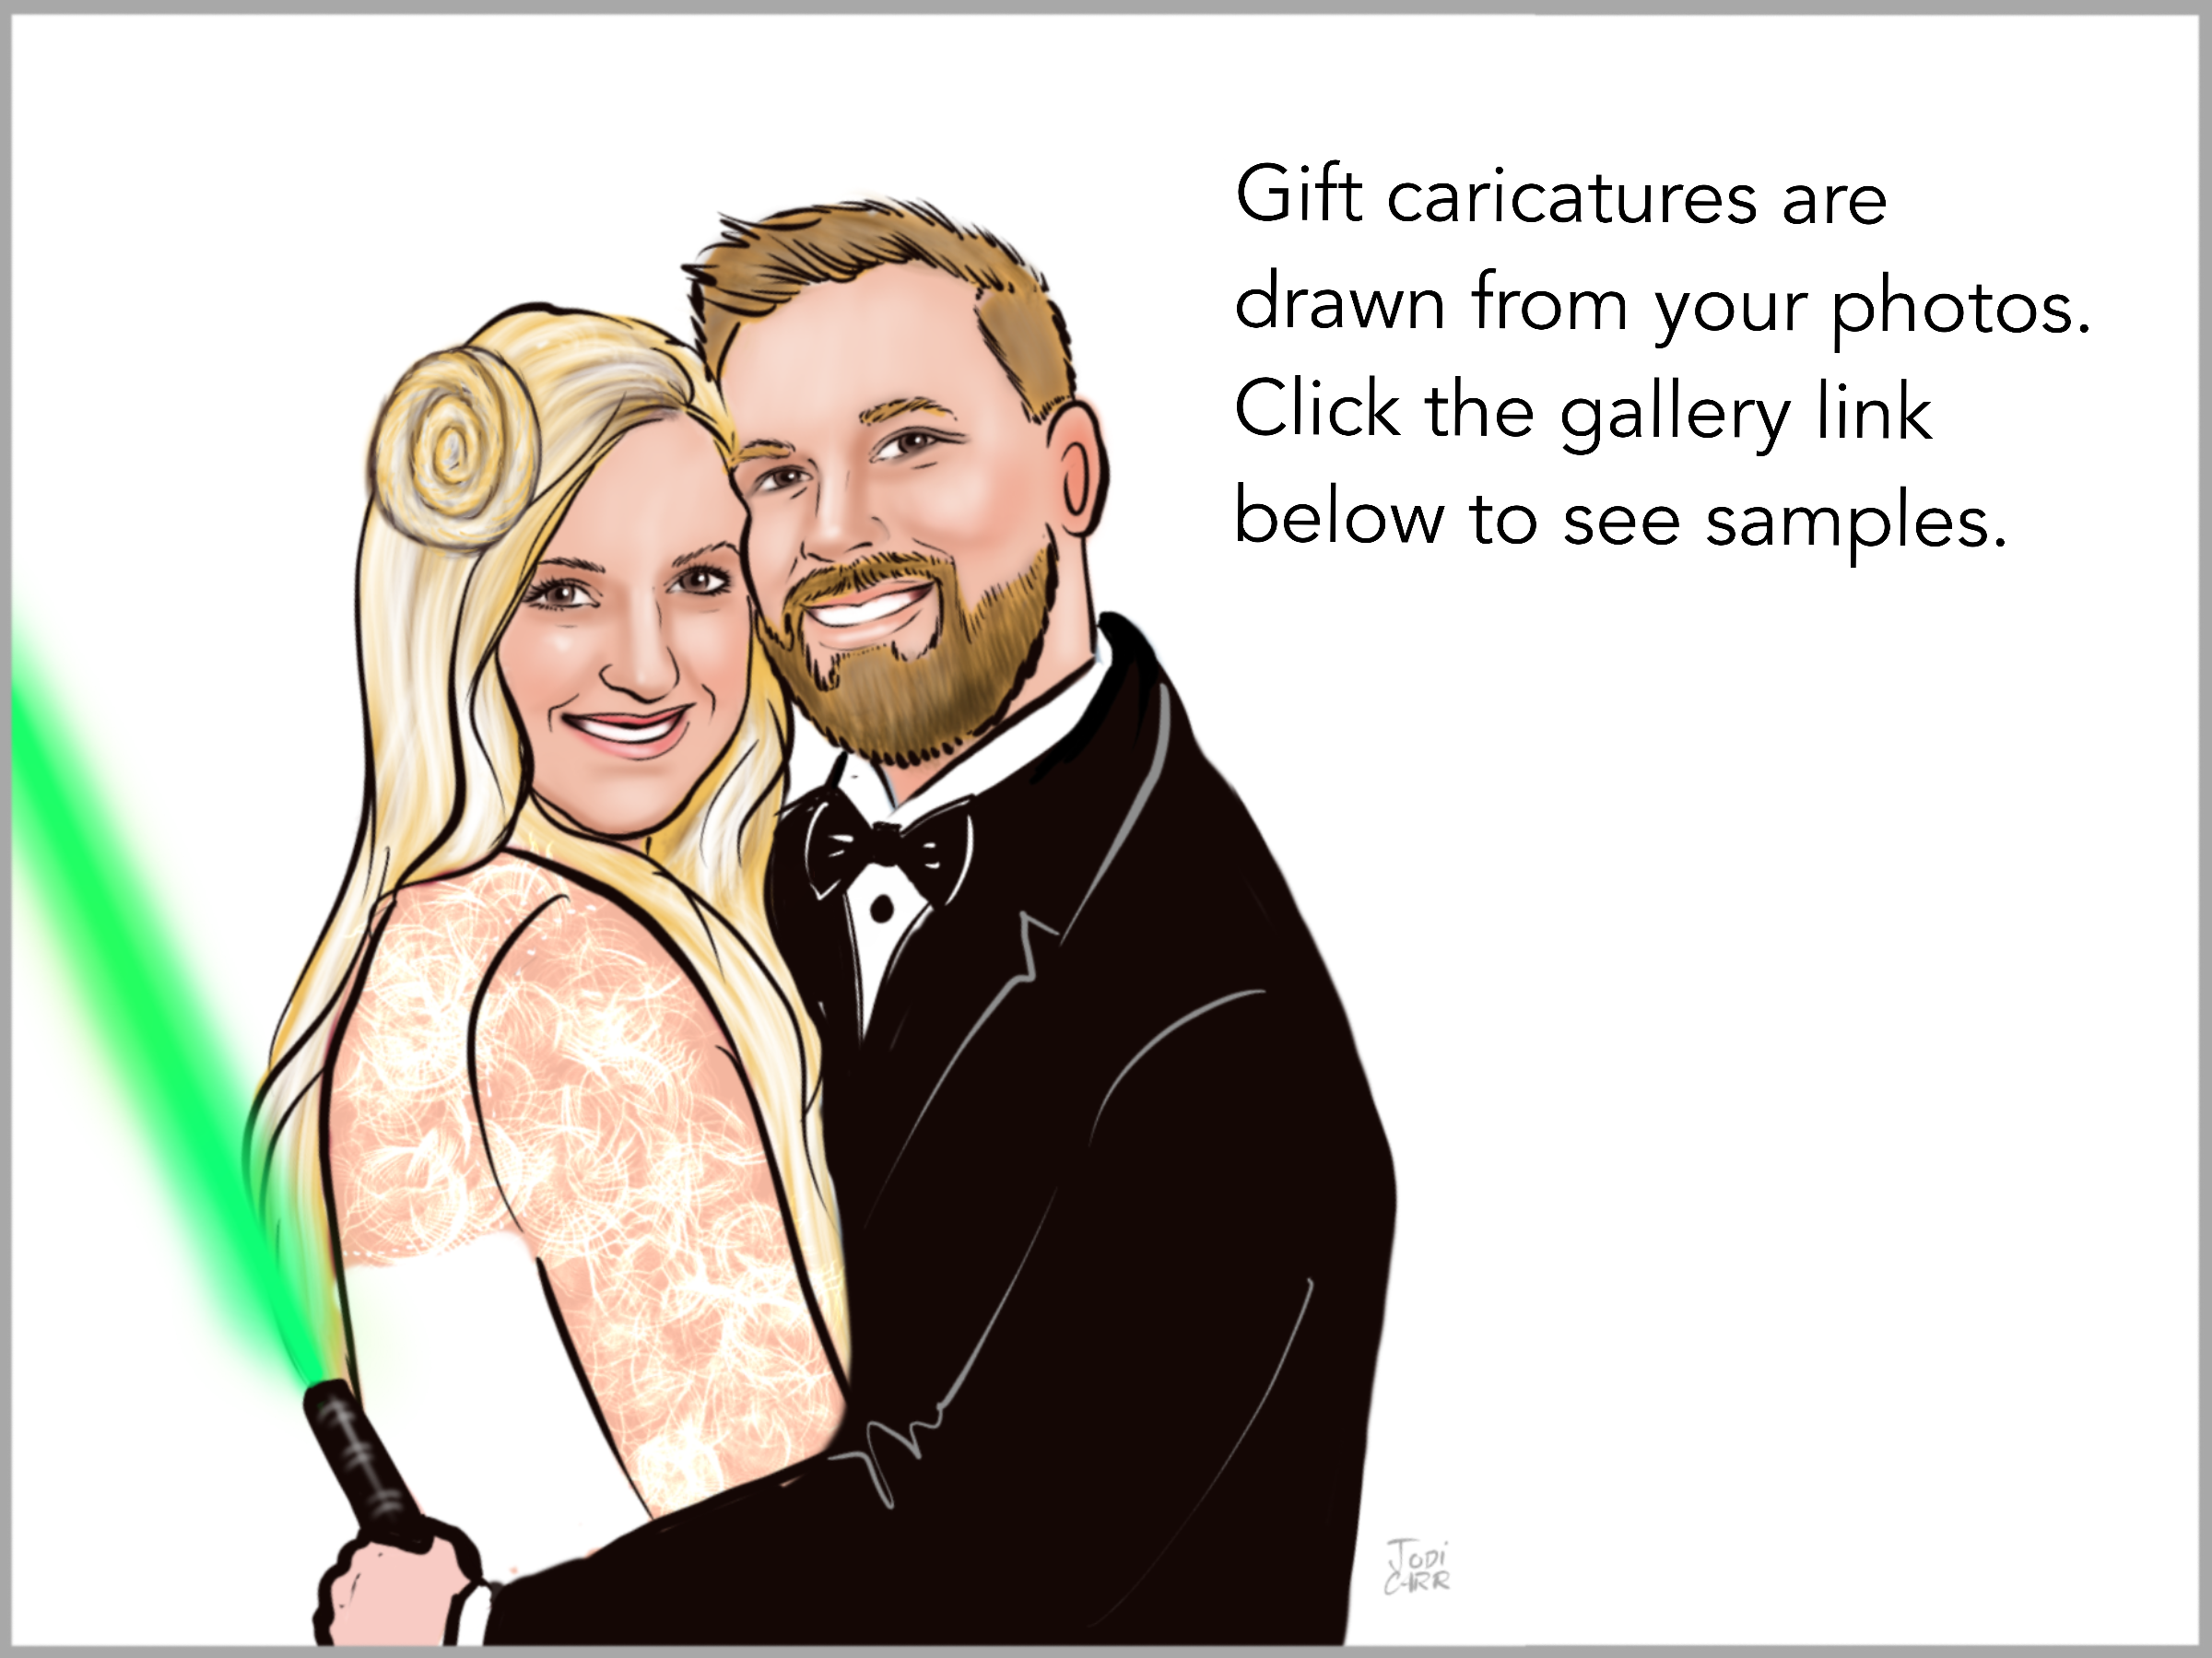 Gift caricatures are
drawn from your photos.
Click the gallery link
below to see samples.
JODI
CARR